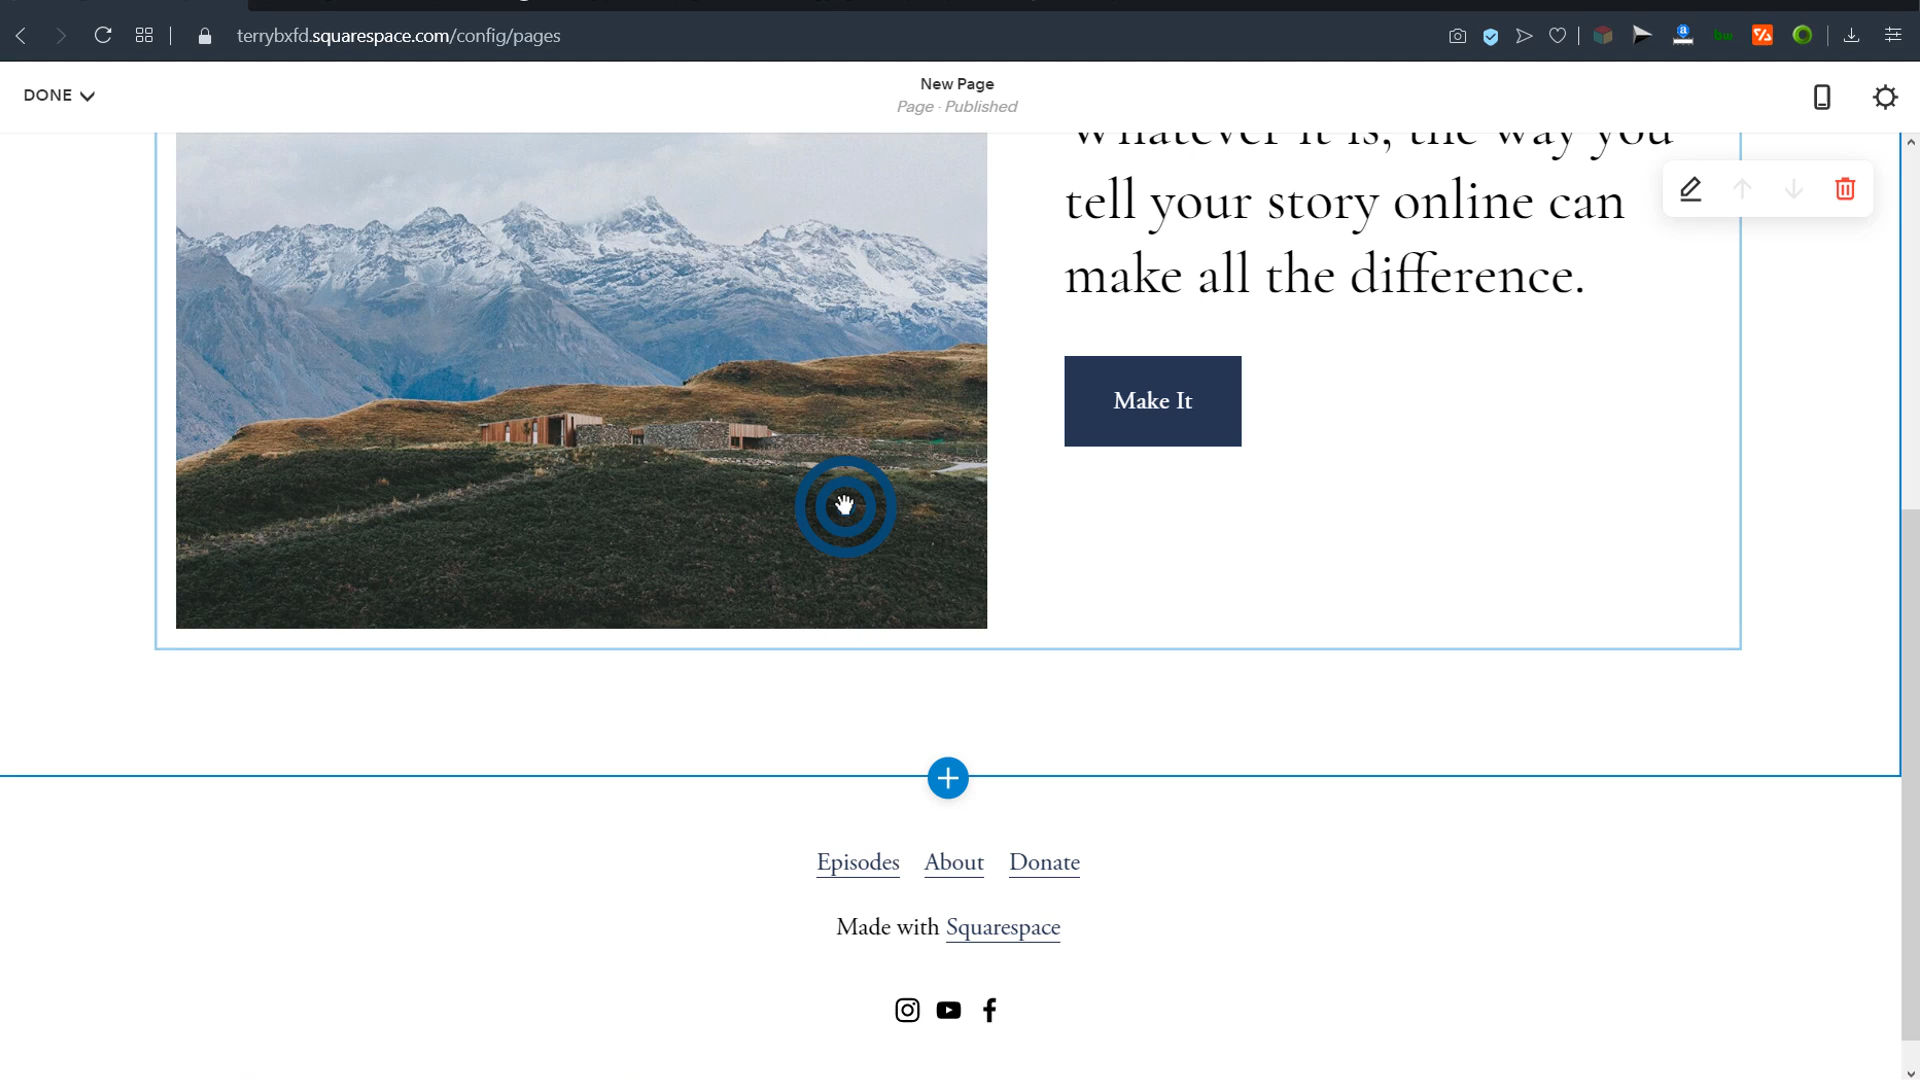 terrybxfd.squarespace.com/config/pages
DONE
New Page
Page · Published
Whatever it is, the way you
tell your story online can
make all the difference.
Make It
Episodes About Donate
Made with Squarespace